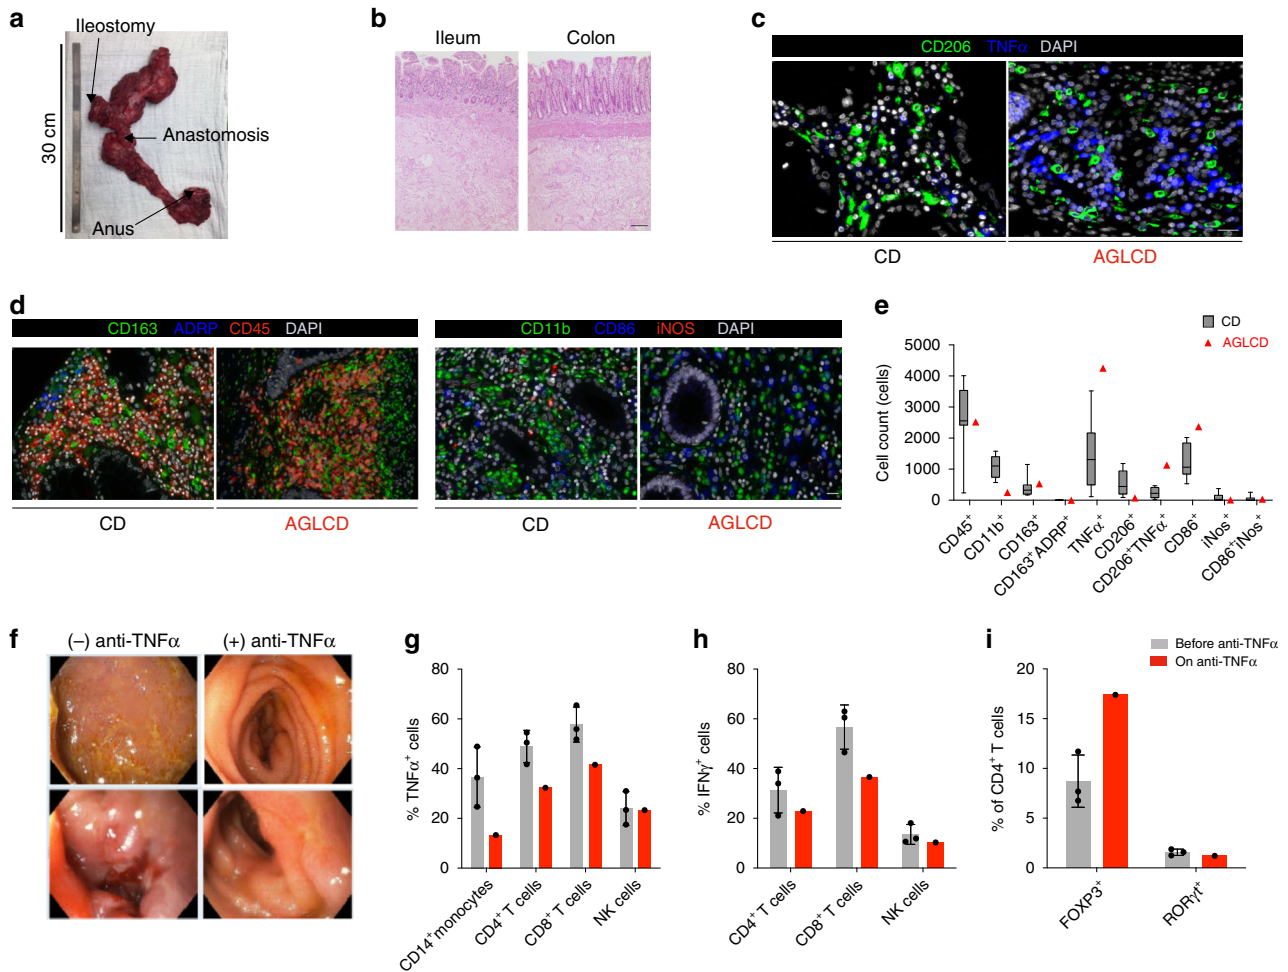 a
Ileostomy
30 cm
Anastomosis
Anus
b
Ileum
Colon
c
CD206 TNFα DAPI
CD
AGLCD
d
CD163 ADRP CD45 DAPI
CD
AGLCD
CD11b CD86 iNOS DAPI
CD
AGLCD
e
CD
AGLCD
Cell count (cells)
5000
4000
3000
2000
1000
0
CD45⁺
CD11b⁺
CD163⁺
CD163⁺ADRP⁺
TNFα⁺
CD206⁺
CD206⁺TNFα⁺
CD86⁺
iNos⁺
CD86⁺iNos⁺
f
(–) anti-TNFα
(+) anti-TNFα
g
% TNFα⁺ cells
80
60
40
20
0
CD14⁺monocytes
CD4⁺ T cells
CD8⁺ T cells
NK cells
h
% IFNγ⁺ cells
80
60
40
20
0
CD4⁺ T cells
CD8⁺ T cells
NK cells
i
Before anti-TNFα
On anti-TNFα
% of CD4⁺ T cells
20
15
10
5
0
FOXP3⁺
RORγt⁺